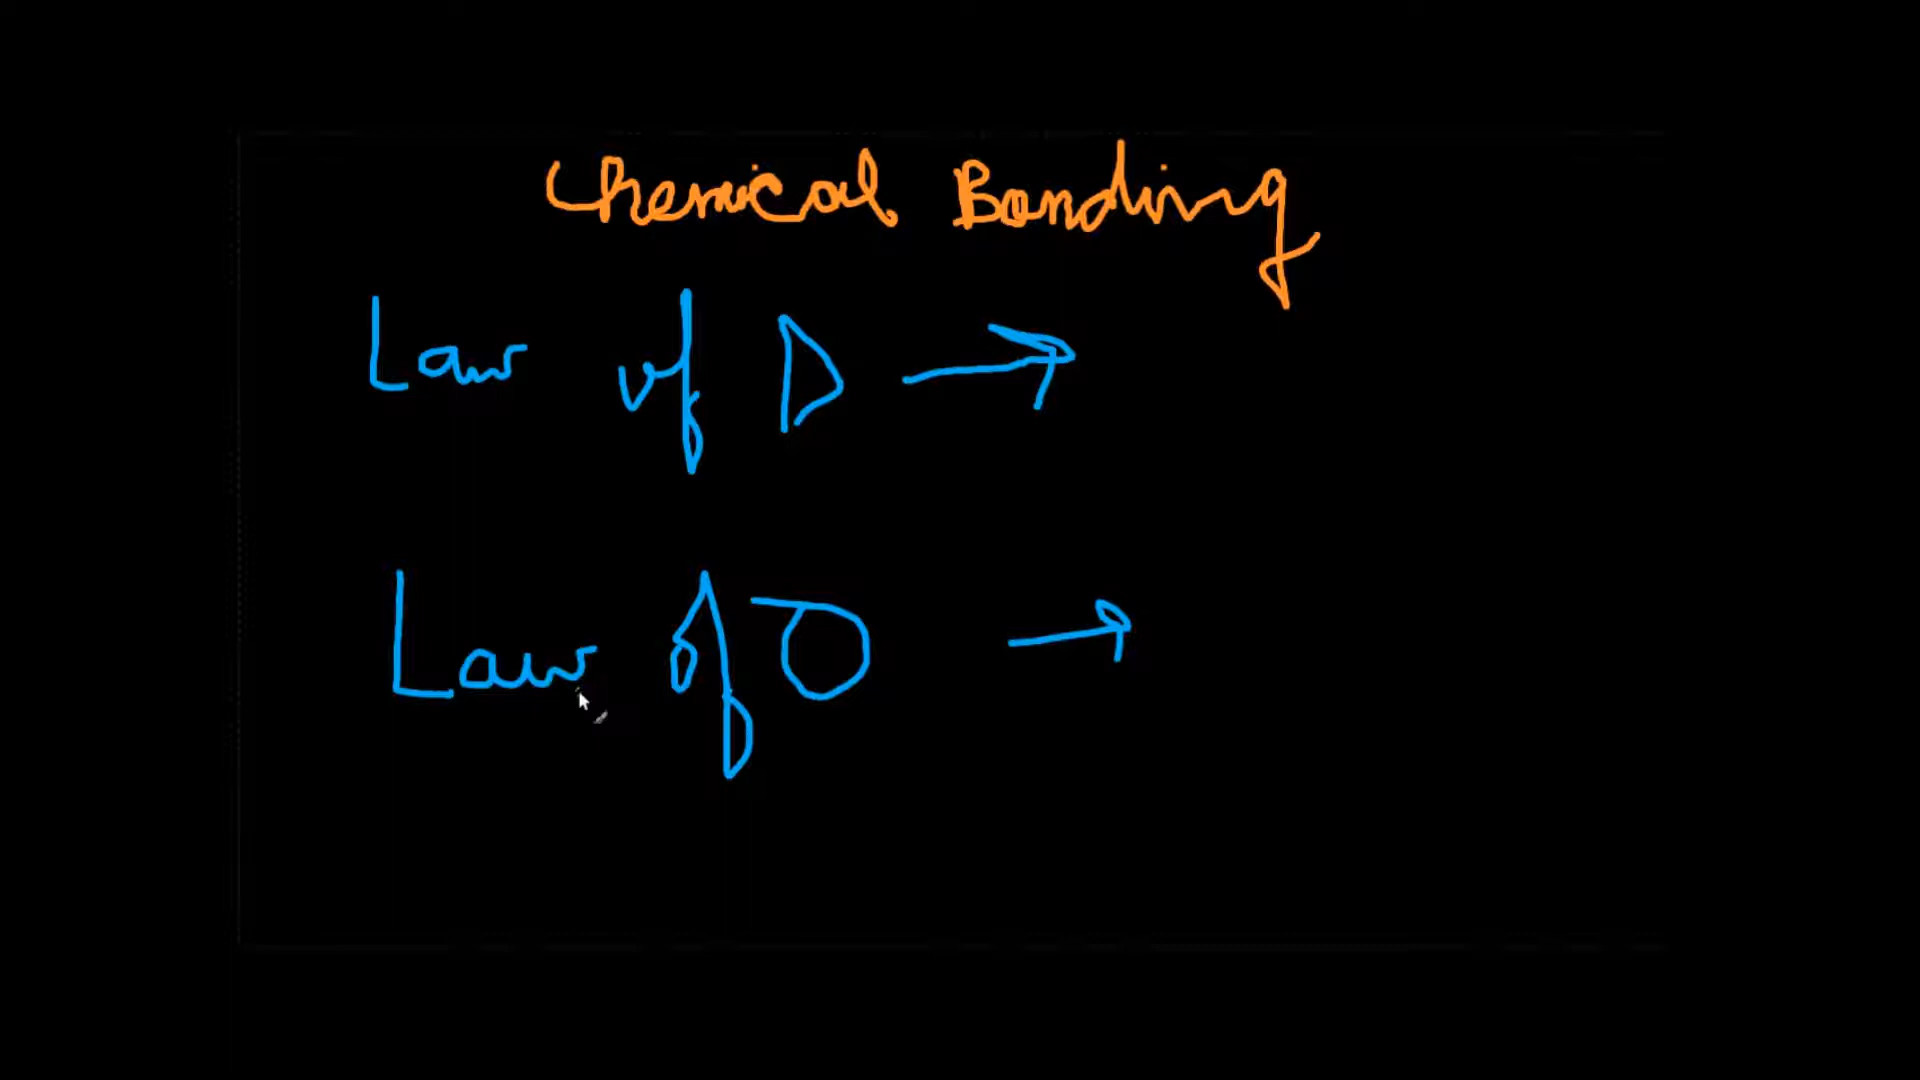 Chemical Bonding
Law of D →
Law of O →